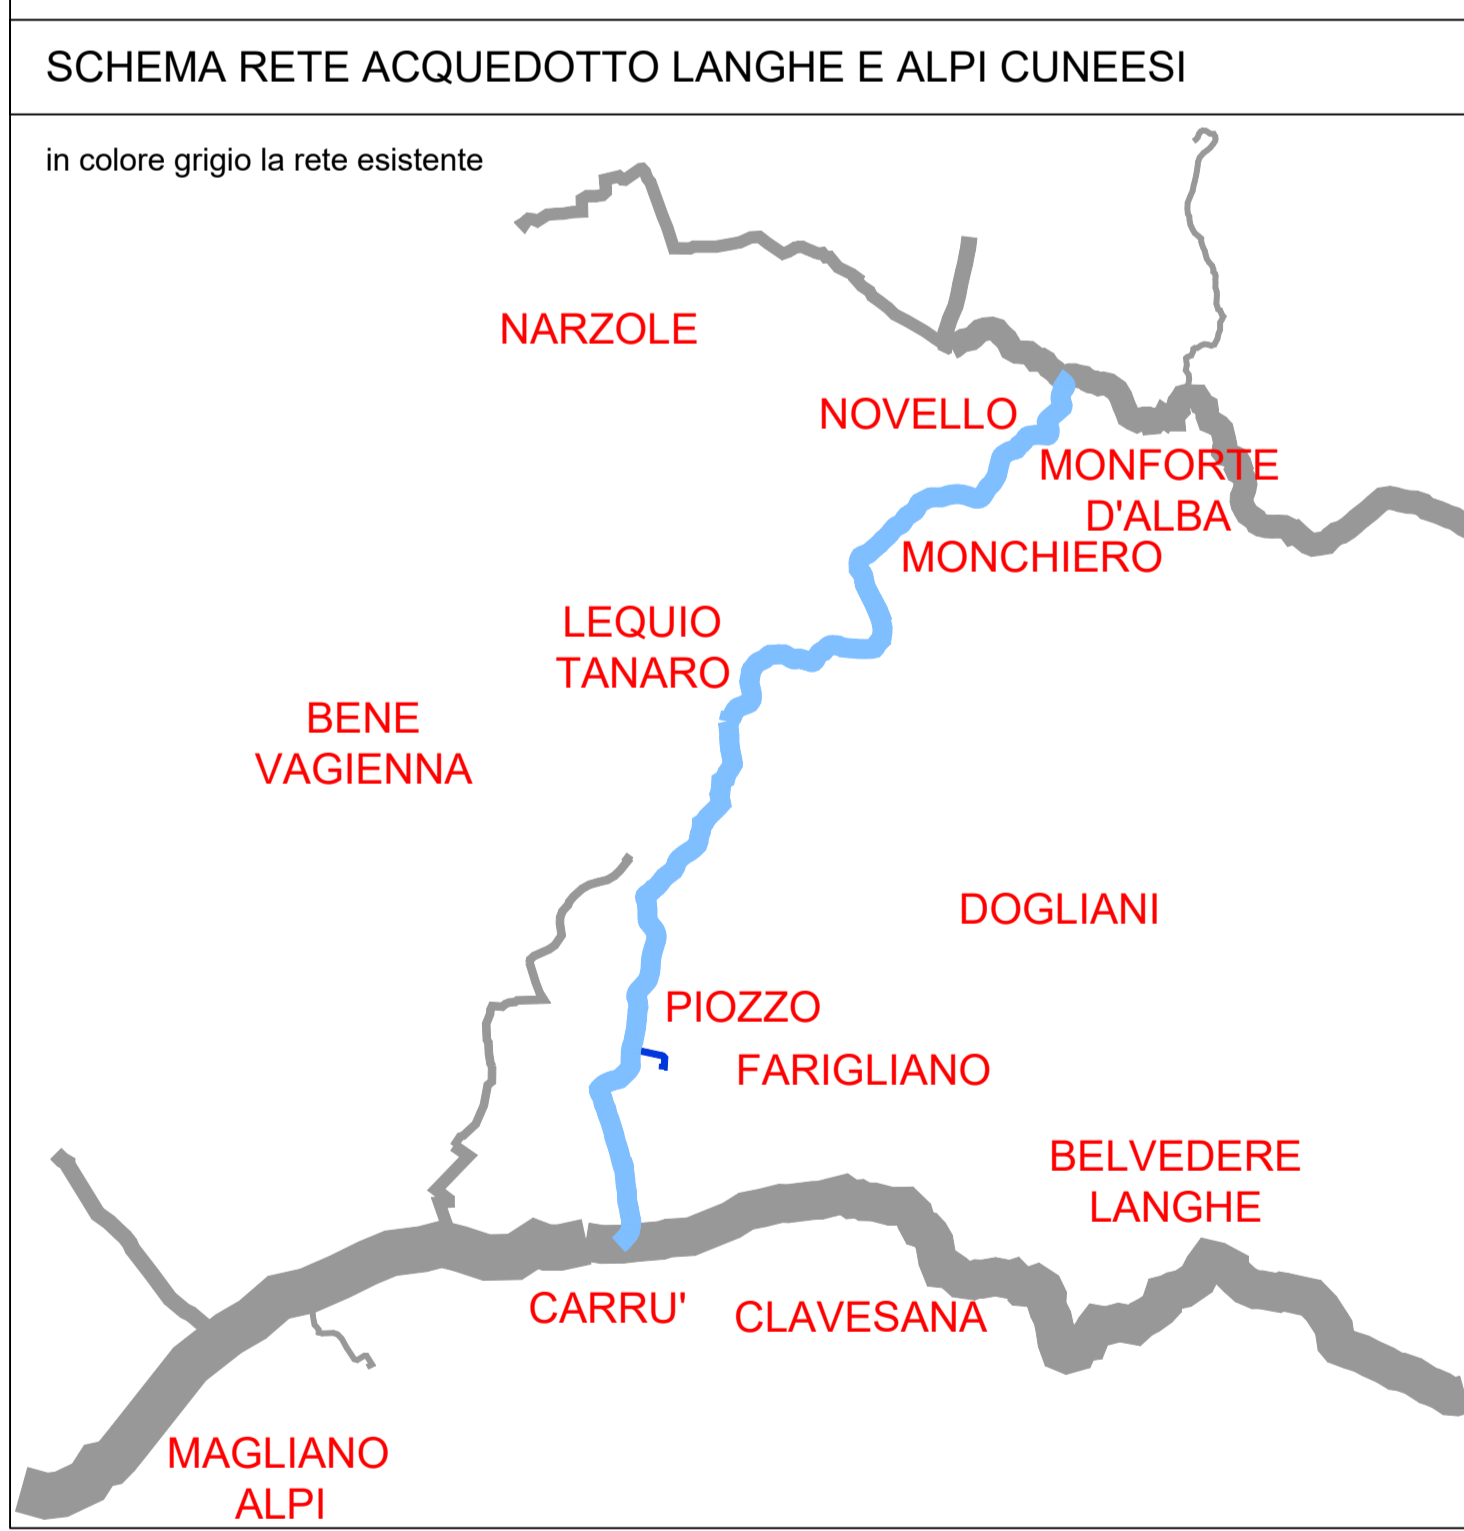 SCHEMA RETE ACQUEDOTTO LANGHE E ALPI CUNEESI
in colore grigio la rete esistente
NARZOLE
NOVELLO
MONFORTE
D'ALBA
MONCHIERO
LEQUIO
TANARO
BENE
VAGIENNA
DOGLIANI
PIOZZO
FARIGLIANO
BELVEDERE
LANGHE
CARRU'
CLAVESANA
MAGLIANO
ALPI